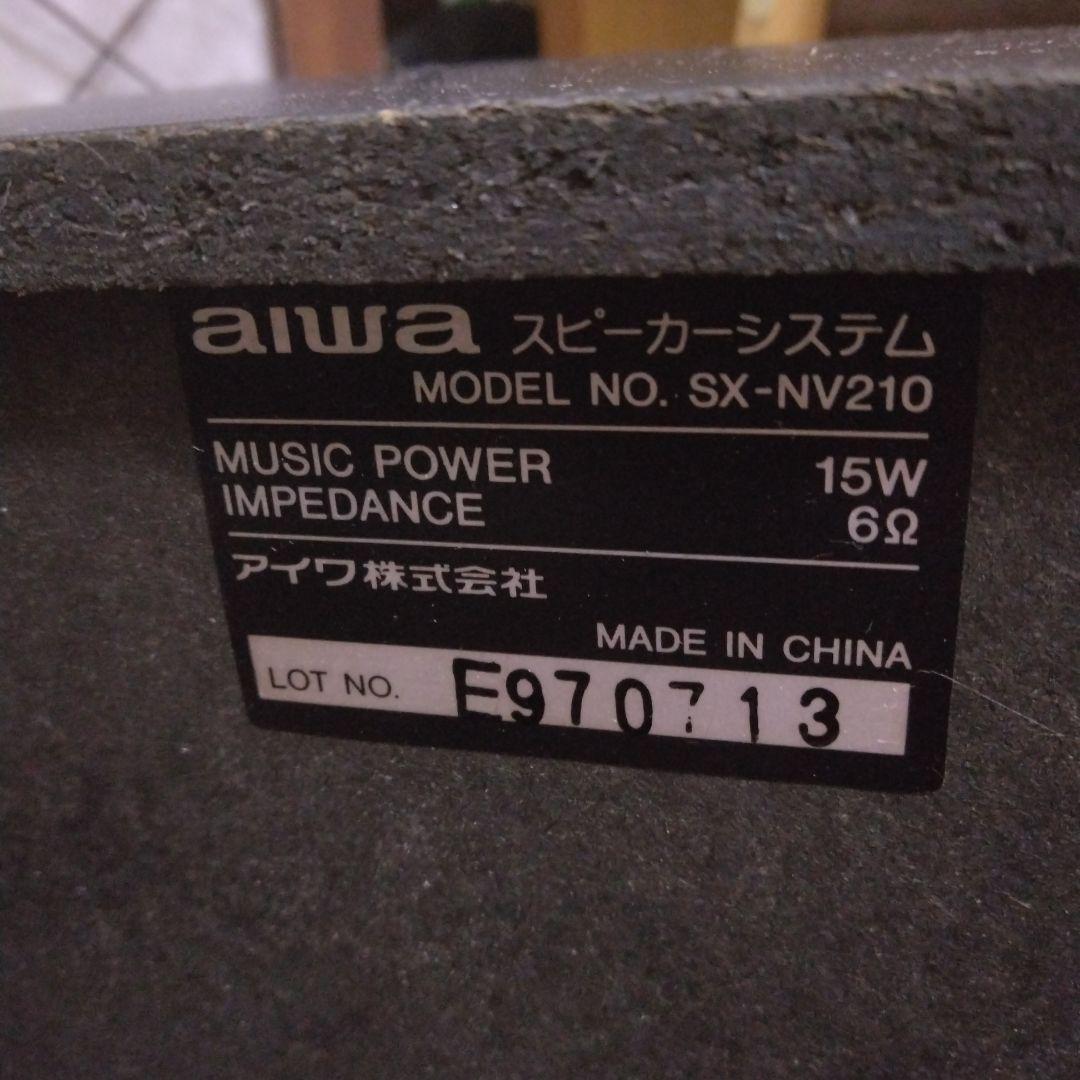 aiwa スピーカーシステム
MODEL NO. SX-NV210
MUSIC POWER 15W
IMPEDANCE 6Ω
アイワ株式会社
MADE IN CHINA
LOT NO. E970713